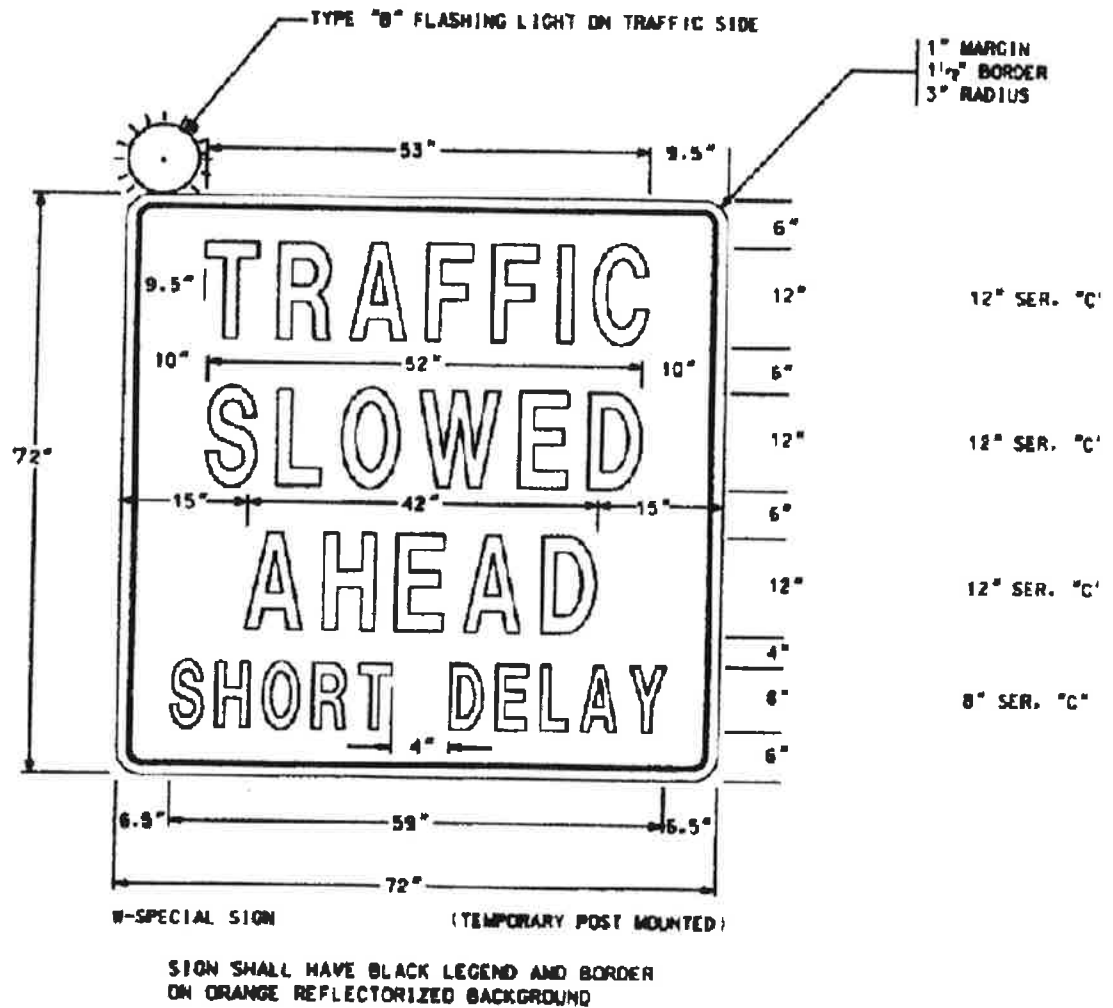 TYPE "B" FLASHING LIGHT ON TRAFFIC SIDE
1" MARGIN
1 1/2" BORDER
3" RADIUS
53" 9.5"
6"
TRAFFIC
9.5"
12" 12" SER. "C"
10" 52" 10"
6"
SLOWED
72"
12" 12" SER. "C"
15" 42" 15"
6"
AHEAD
12" 12" SER. "C"
4"
SHORT DELAY
8" 8" SER. "C"
4"
6"
6.5" 59" 6.5"
72"
W-SPECIAL SIGN (TEMPORARY POST MOUNTED)
SIGN SHALL HAVE BLACK LEGEND AND BORDER
ON ORANGE REFLECTORIZED BACKGROUND